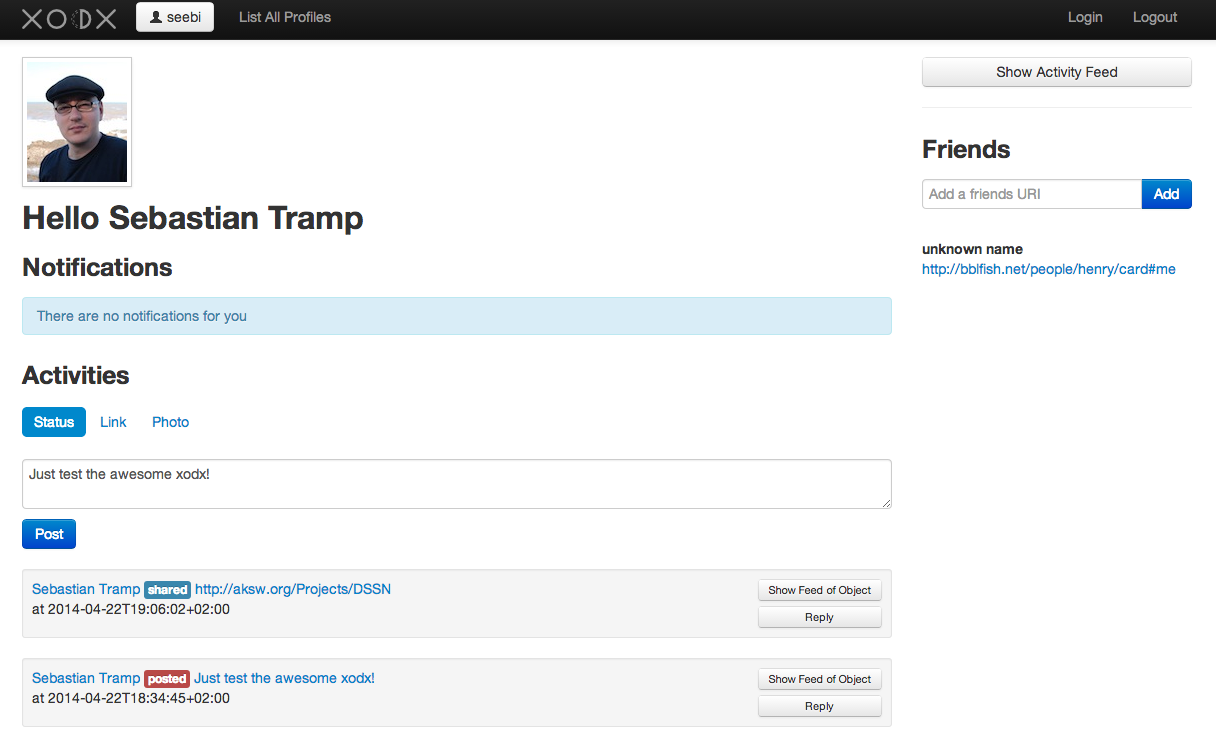 XODX seebi List All Profiles Login Logout
Show Activity Feed
Friends
Add a friends URI Add
unknown name
http://bblfish.net/people/henry/card#me
Hello Sebastian Tramp
Notifications
There are no notifications for you
Activities
Status Link Photo
Just test the awesome xodx!
Post
Sebastian Tramp shared http://aksw.org/Projects/DSSN
at 2014-04-22T19:06:02+02:00
Show Feed of Object
Reply
Sebastian Tramp posted Just test the awesome xodx!
at 2014-04-22T18:34:45+02:00
Show Feed of Object
Reply